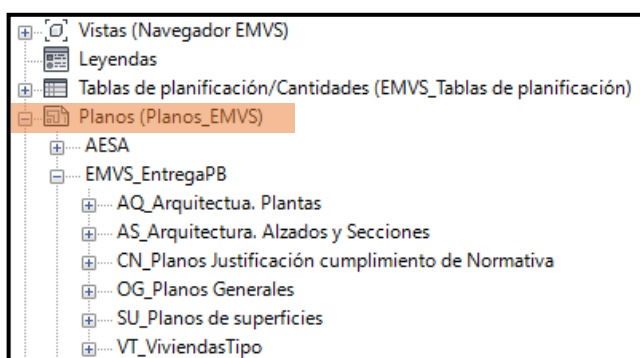 Vistas (Navegador EMVS)
Leyendas
Tablas de planificación/Cantidades (EMVS_Tablas de planificación)
Planos (Planos_EMVS)
AESA
EMVS_EntregaPB
AQ_Arquitectua. Plantas
AS_Arquitectura. Alzados y Secciones
CN_Planos Justificación cumplimiento de Normativa
OG_Planos Generales
SU_Planos de superficies
VT_ViviendasTipo